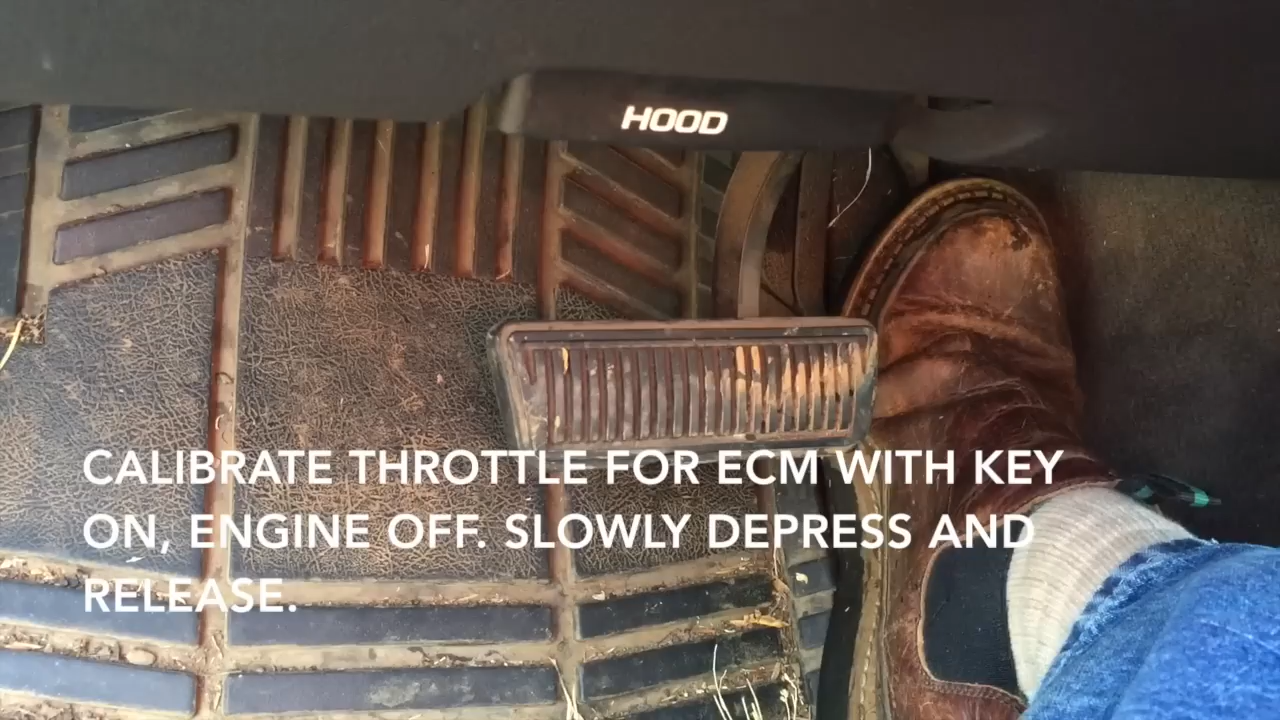 HOOD
CALIBRATE THROTTLE FOR ECM WITH KEY
ON, ENGINE OFF. SLOWLY DEPRESS AND
RELEASE.